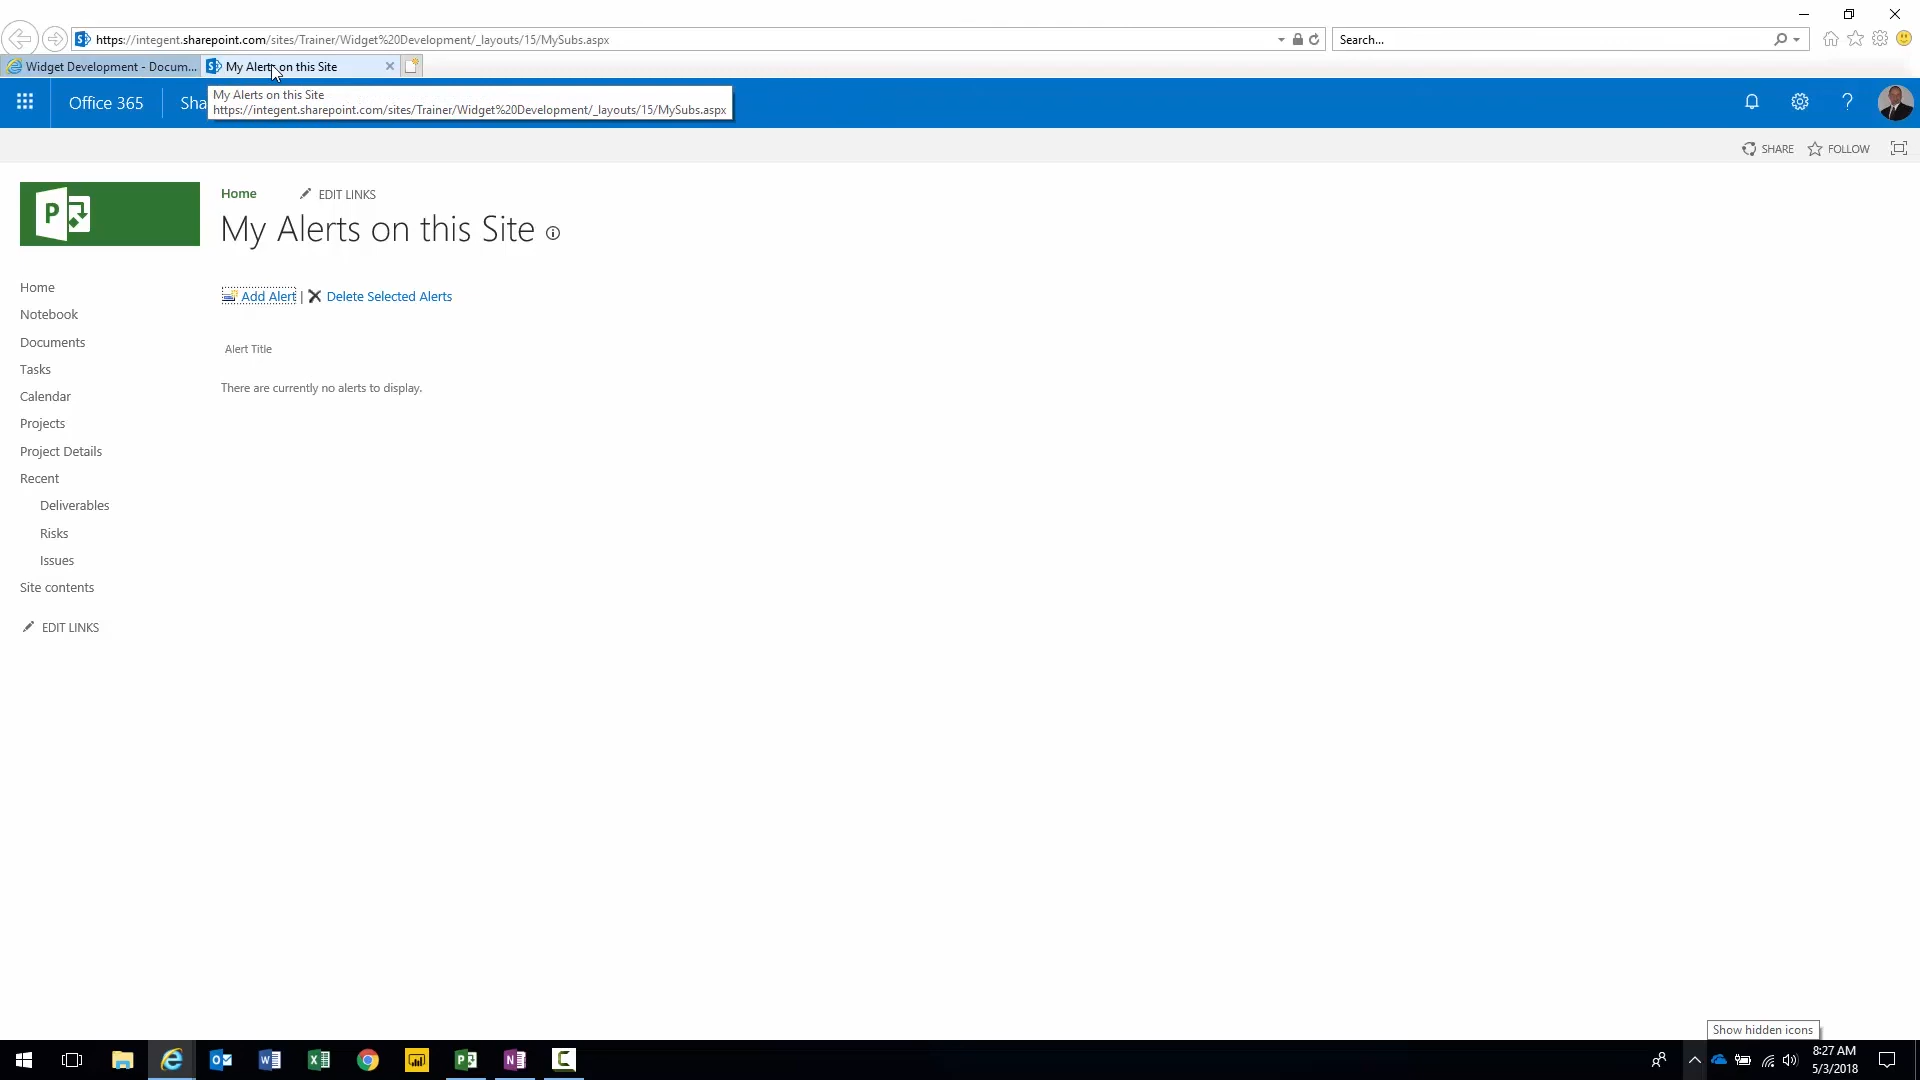 https://integent.sharepoint.com/sites/Trainer/Widget%20Development/_layouts/15/MySubs.aspx
Search...
Widget Development - Docum...
My Alerts on this Site
Office 365
Sha
My Alerts on this Site
https://integent.sharepoint.com/sites/Trainer/Widget%20Development/_layouts/15/MySubs.aspx
SHARE
FOLLOW
Home
EDIT LINKS
My Alerts on this Site
Add Alert | Delete Selected Alerts
Alert Title
There are currently no alerts to display.
Home
Notebook
Documents
Tasks
Calendar
Projects
Project Details
Recent
Deliverables
Risks
Issues
Site contents
EDIT LINKS
Show hidden icons
8:27 AM
5/3/2018